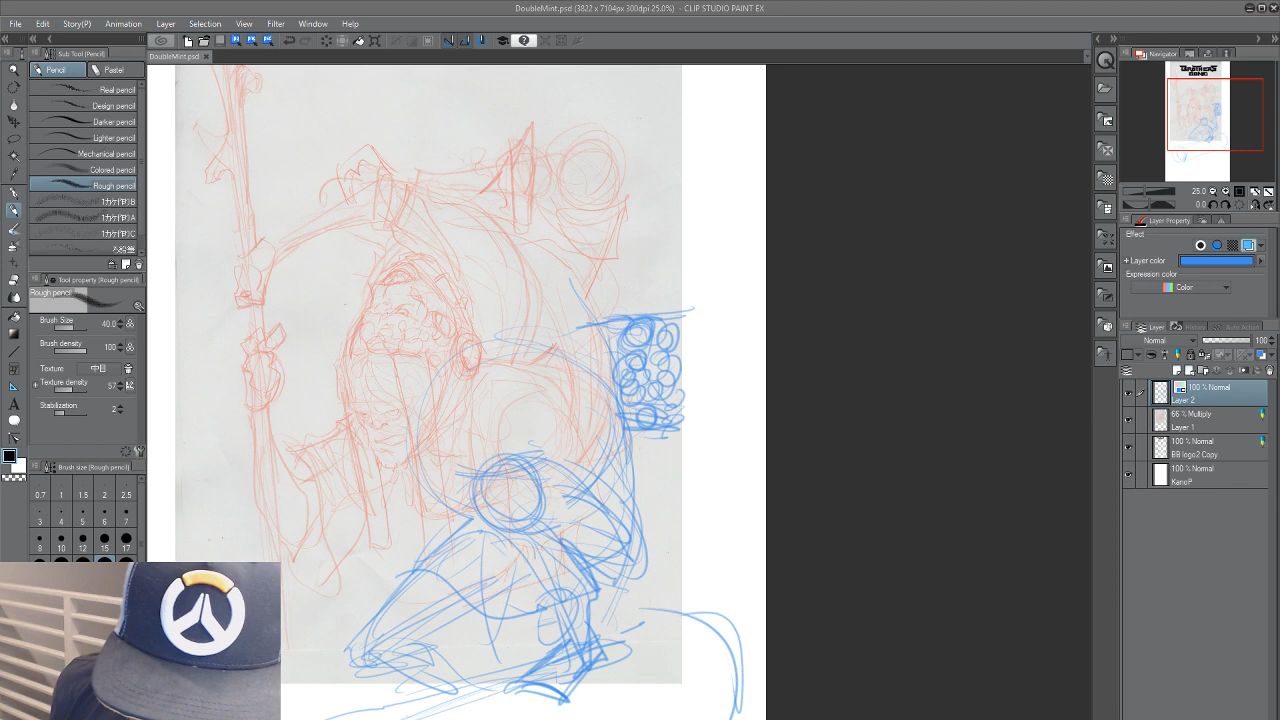 DoubleMint.psd (3822 x 7104px 300dpi 25.0%) - CLIP STUDIO PAINT EX
File Edit Story(P) Animation Layer Selection View Filter Window Help
Sub Tool [Pencil]
DoubleMint.psd
Navigator
Pencil Pastel
Real pencil
Design pencil
Darker pencil
Lighter pencil
Mechanical pencil
Colored pencil
Rough pencil
BROTHERS
BOND
25.0
0.0
Layer Property
Effect
Layer color
Expression color
Color
Tool property [Rough pencil]
Rough pencil
Brush Size 40.0
Brush density 100
Texture
Texture density 57
Stabilization 2
Layer History Auto Action
Normal 100
100 % Normal
Layer 2
66 % Multiply
Layer 1
100 % Normal
BB logo2 Copy
100 % Normal
KanoP
Brush size [Rough pencil]
0.7 1 1.5 2 2.5
3 4 5 6 7
8 10 12 15 17